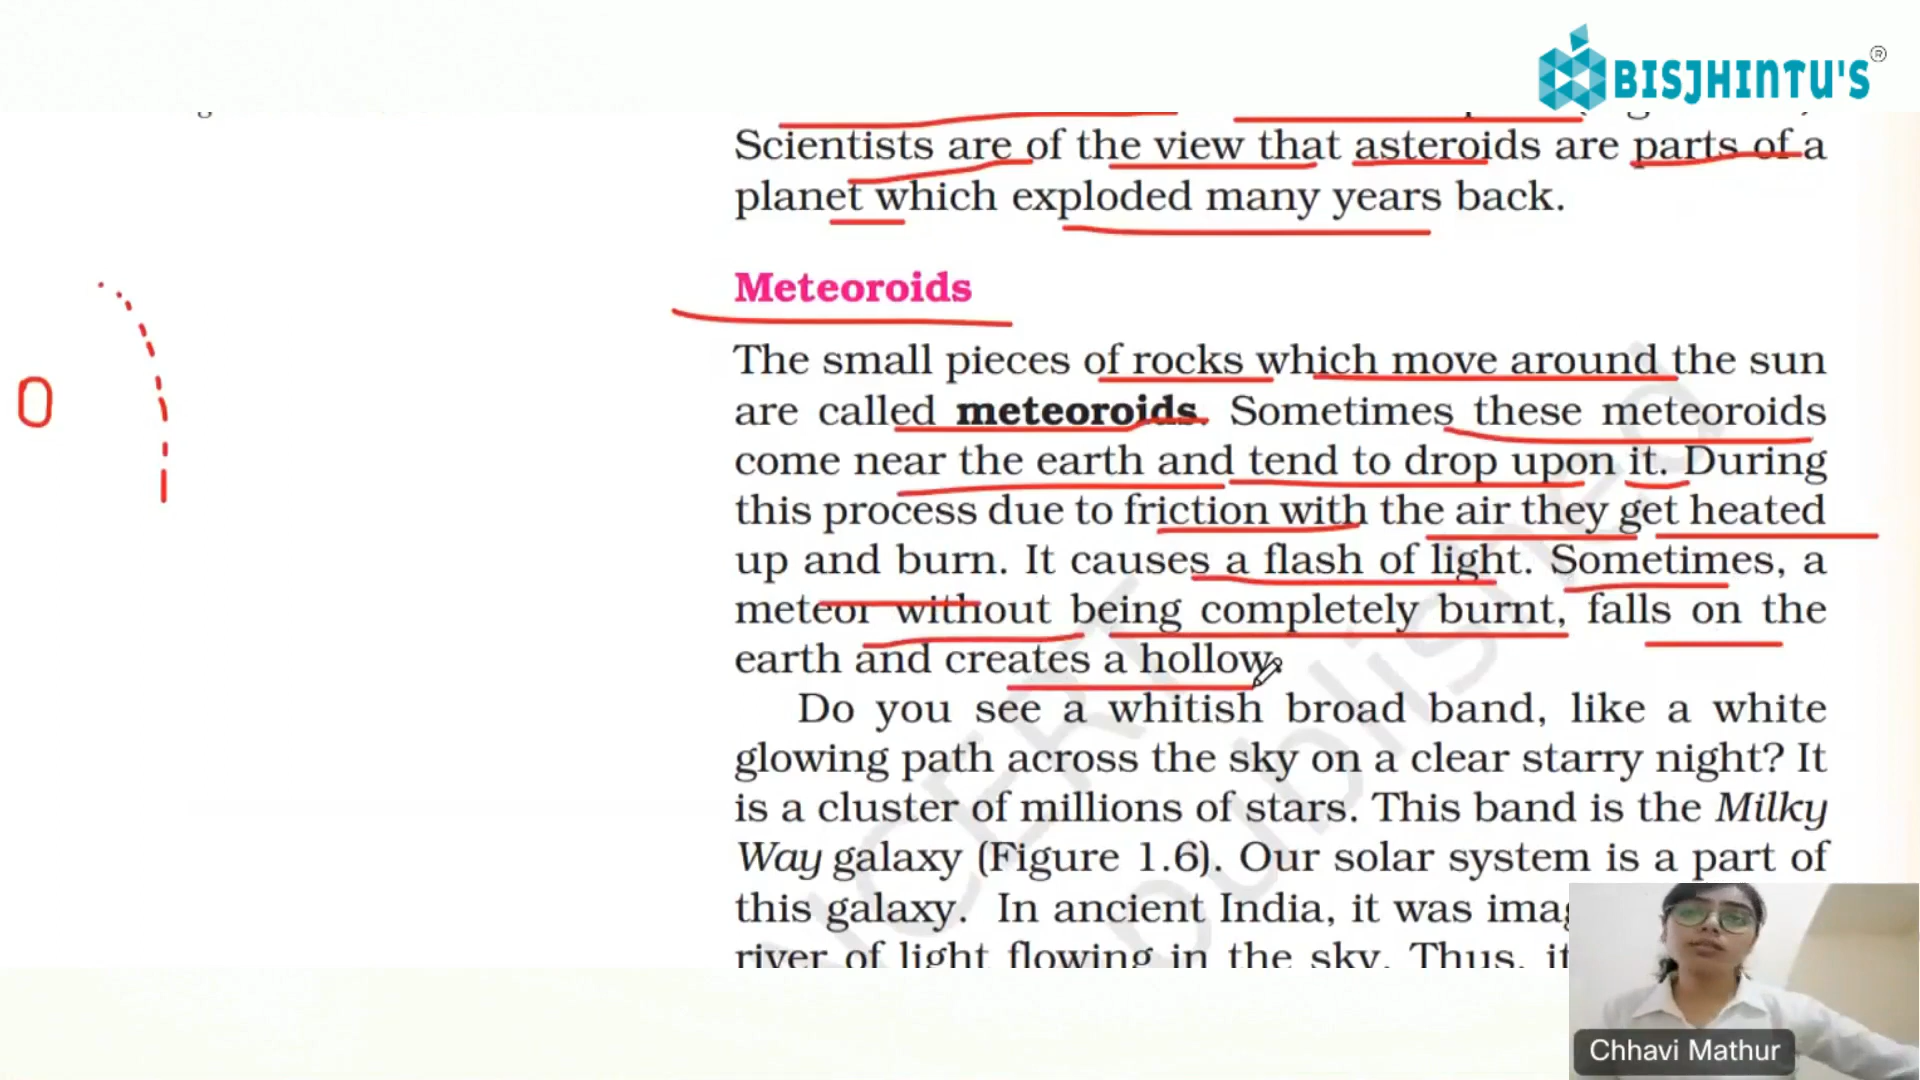 BISJHINTU'S®
Scientists are of the view that asteroids are parts of a
planet which exploded many years back.
Meteoroids
The small pieces of rocks which move around the sun
are called meteoroids. Sometimes these meteoroids
come near the earth and tend to drop upon it. During
this process due to friction with the air they get heated
up and burn. It causes a flash of light. Sometimes, a
meteor without being completely burnt, falls on the
earth and creates a hollow.
Do you see a whitish broad band, like a white
glowing path across the sky on a clear starry night? It
is a cluster of millions of stars. This band is the Milky
Way galaxy (Figure 1.6). Our solar system is a part of
this galaxy. In ancient India, it was imag
river of light flowing in the sky. Thus, it
NCERT
published
Chhavi Mathur